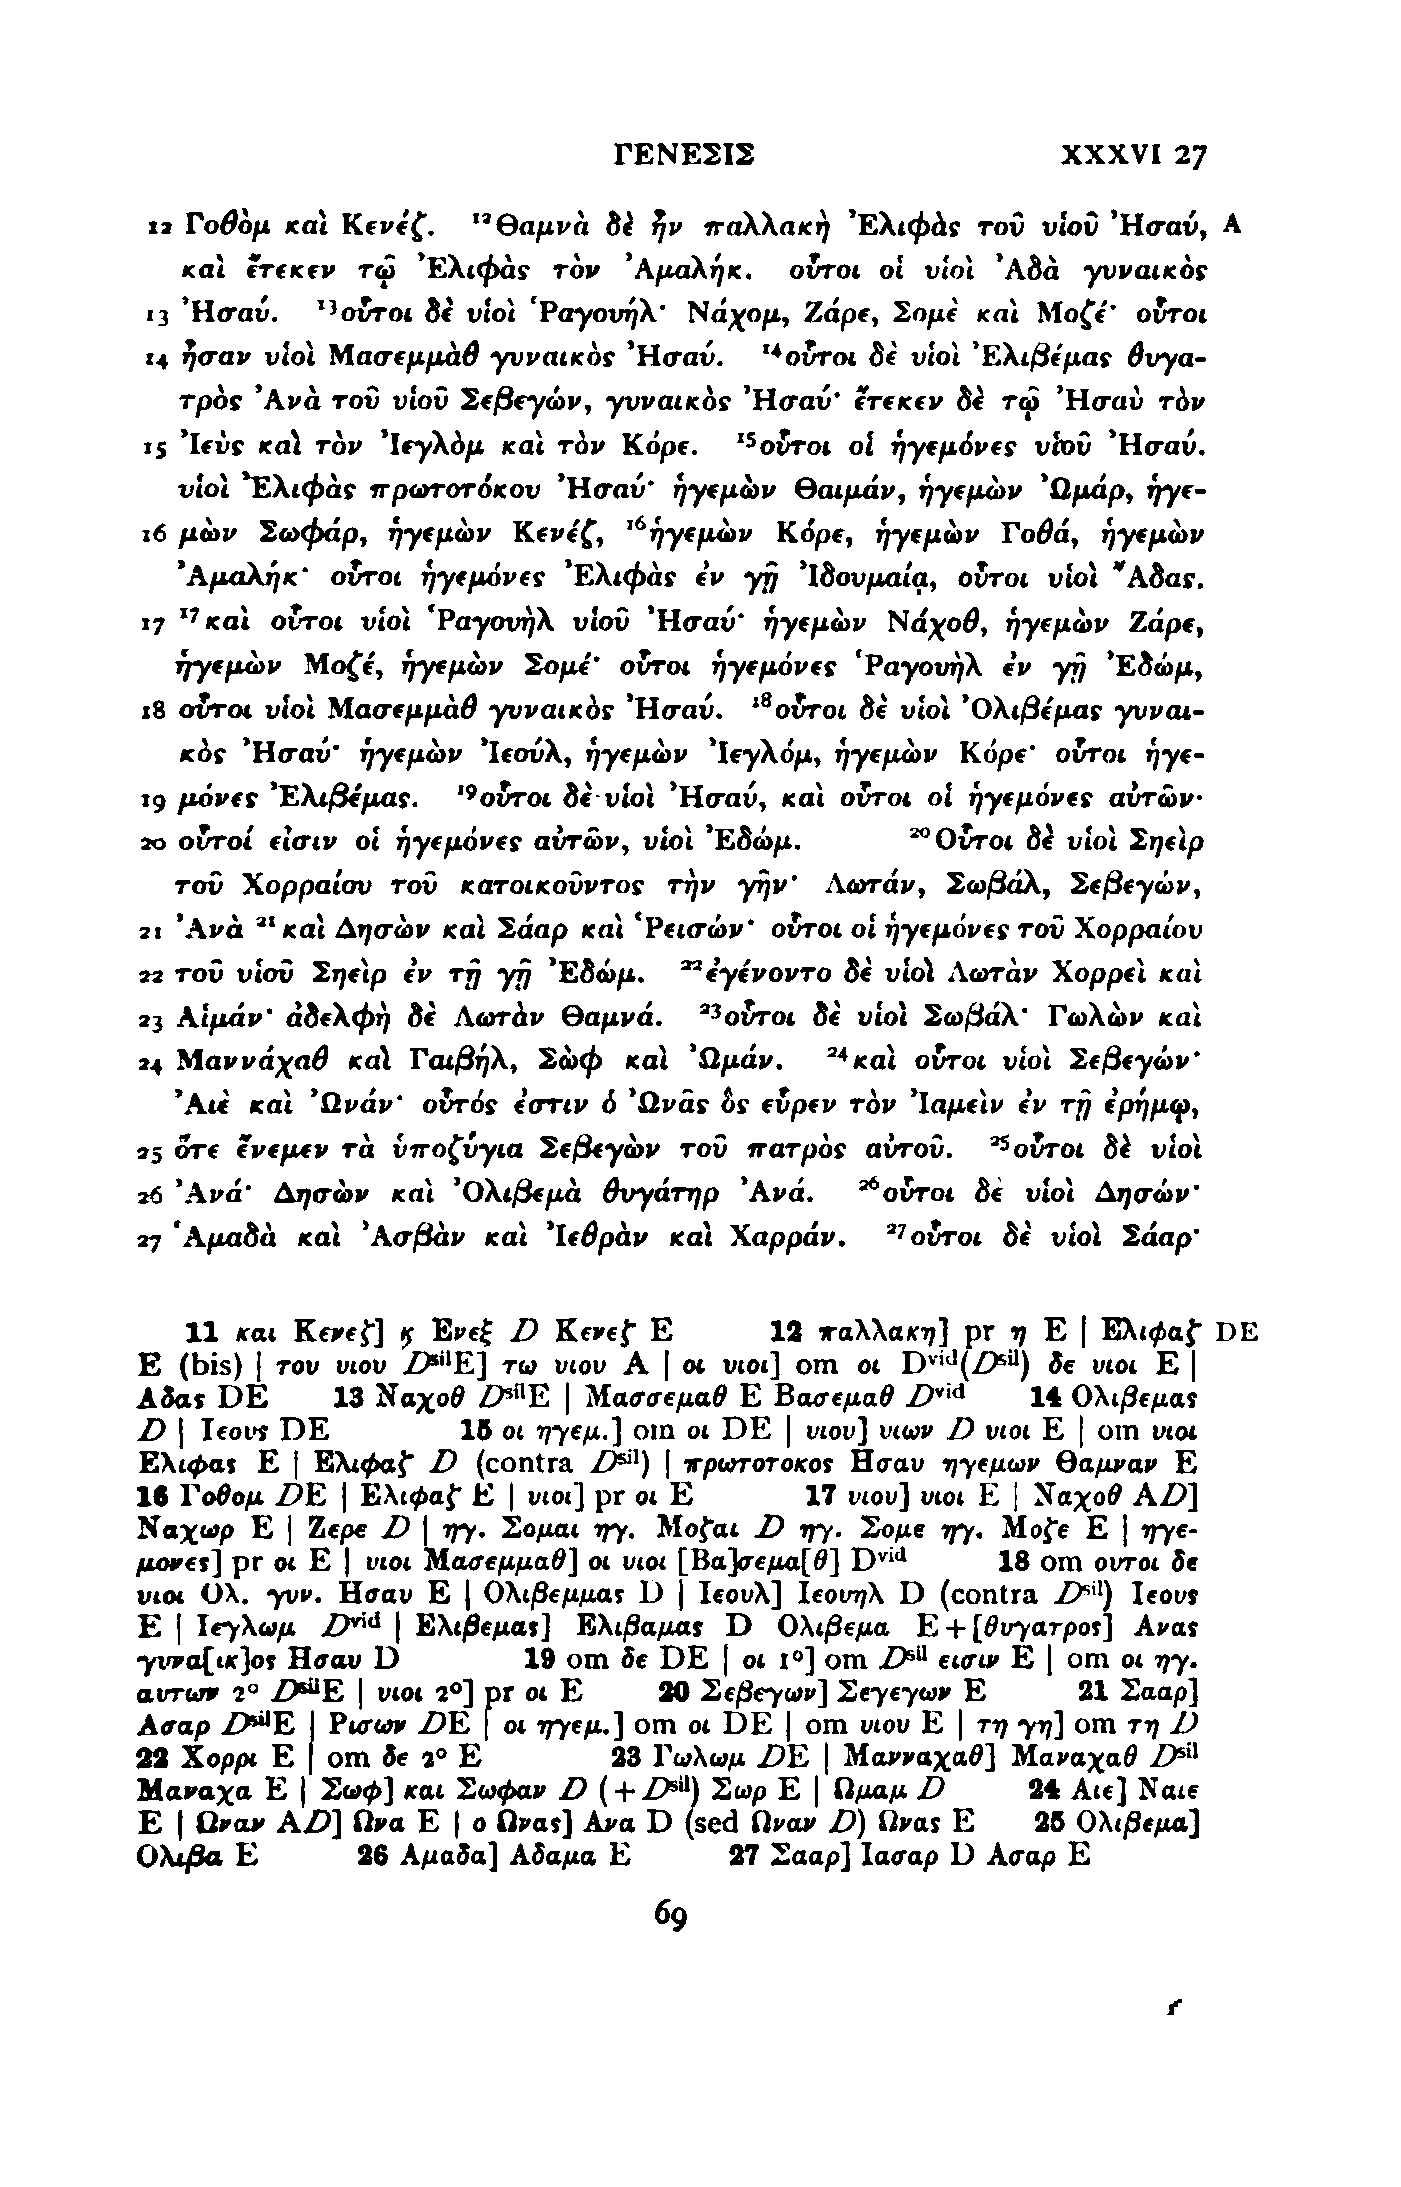 ΓΕΝΕΣΙΣ XXXVI 27
12 Γοθὸμ καὶ Κενέζ. ¹²Θαμνὰ δὲ ἦν παλλακὴ Ἐλιφὰς τοῦ υἱοῦ Ἠσαύ, A
καὶ ἔτεκεν τῷ Ἐλιφὰς τὸν Ἀμαλήκ. οὗτοι οἱ υἱοὶ Ἀδὰ γυναικὸς
13 Ἠσαύ. ¹³οὗτοι δὲ υἱοὶ Ῥαγουήλ· Νάχομ, Ζάρε, Σομὲ καὶ Μοζέ· οὗτοι
14 ἦσαν υἱοὶ Μασεμμὰθ γυναικὸς Ἠσαύ. ¹⁴οὗτοι δὲ υἱοὶ Ἐλιβέμας θυγα-
τρὸς Ἀνὰ τοῦ υἱοῦ Σεβεγών, γυναικὸς Ἠσαύ· ἔτεκεν δὲ τῷ Ἠσαὺ τὸν
15 Ἰεὺς καὶ τὸν Ἰεγλὸμ καὶ τὸν Κόρε. ¹⁵οὗτοι οἱ ἡγεμόνες υἱοῦ Ἠσαύ.
υἱοὶ Ἐλιφὰς πρωτοτόκου Ἠσαύ· ἡγεμὼν Θαιμάν, ἡγεμὼν Ὠμάρ, ἡγε-
16 μὼν Σωφάρ, ἡγεμὼν Κενέζ, ¹⁶ἡγεμὼν Κόρε, ἡγεμὼν Γοθά, ἡγεμὼν
Ἀμαλήκ· οὗτοι ἡγεμόνες Ἐλιφὰς ἐν γῇ Ἰδουμαίᾳ, οὗτοι υἱοὶ Ἄδας.
17 ¹⁷καὶ οὗτοι υἱοὶ Ῥαγουὴλ υἱοῦ Ἠσαύ· ἡγεμὼν Νάχοθ, ἡγεμὼν Ζάρε,
ἡγεμὼν Μοζέ, ἡγεμὼν Σομέ· οὗτοι ἡγεμόνες Ῥαγουὴλ ἐν γῇ Ἐδώμ,
18 οὗτοι υἱοὶ Μασεμμὰθ γυναικὸς Ἠσαύ. ¹⁸οὗτοι δὲ υἱοὶ Ὀλιβέμας γυναι-
κὸς Ἠσαύ· ἡγεμὼν Ἰεούλ, ἡγεμὼν Ἰεγλόμ, ἡγεμὼν Κόρε· οὗτοι ἡγε-
19 μόνες Ἐλιβέμας. ¹⁹οὗτοι δὲ υἱοὶ Ἠσαύ, καὶ οὗτοι οἱ ἡγεμόνες αὐτῶν·
20 οὗτοί εἰσιν οἱ ἡγεμόνες αὐτῶν, υἱοὶ Ἐδώμ. ²⁰Οὗτοι δὲ υἱοὶ Σηεὶρ
τοῦ Χορραίου τοῦ κατοικοῦντος τὴν γῆν· Λωτάν, Σωβάλ, Σεβεγών,
21 Ἀνὰ ²¹καὶ Δησὼν καὶ Σάαρ καὶ Ῥεισών· οὗτοι οἱ ἡγεμόνες τοῦ Χορραίου
22 τοῦ υἱοῦ Σηεὶρ ἐν τῇ γῇ Ἐδώμ. ²²ἐγένοντο δὲ υἱοὶ Λωτὰν Χορρεὶ καὶ
23 Αἱμάν· ἀδελφὴ δὲ Λωτὰν Θαμνά. ²³οὗτοι δὲ υἱοὶ Σωβάλ· Γωλὼν καὶ
24 Μαννάχαθ καὶ Γαιβήλ, Σὼφ καὶ Ὠμάν. ²⁴καὶ οὗτοι υἱοὶ Σεβεγών·
Ἀιὲ καὶ Ὠνάν· οὗτός ἐστιν ὁ Ὠνᾶς ὃς εὗρεν τὸν Ἰαμεὶν ἐν τῇ ἐρήμῳ,
25 ὅτε ἔνεμεν τὰ ὑποζύγια Σεβεγὼν τοῦ πατρὸς αὐτοῦ. ²⁵οὗτοι δὲ υἱοὶ
26 Ἀνά· Δησὼν καὶ Ὀλιβεμὰ θυγάτηρ Ἀνά. ²⁶οὗτοι δὲ υἱοὶ Δησών·
27 Ἁμαδὰ καὶ Ἀσβὰν καὶ Ἰεθρὰν καὶ Χαρράν. ²⁷οὗτοι δὲ υἱοὶ Σάαρ·
11 και Κενεζ] ϗ Ενεξ D Κενεζ E 12 παλλακη] pr η E | Ελιφαζ DE
E (bis) | του υιου Dˢⁱˡ E] τω υιου A | οι υιοι] om οι Dᵛⁱᵈ(Dˢⁱˡ) δε υιοι E |
Αδας DE 13 Ναχοθ DˢⁱˡE | Μασσεμαθ E Βασεμαθ Dᵛⁱᵈ 14 Ολιβεμας
D | Ιεους DE 15 οι ηγεμ.] om οι DE | υιου] υιων D υιοι E | om υιοι
Ελιφας E | Ελιφαζ D (contra Dˢⁱˡ) | πρωτοτοκος Ησαυ ηγεμων Θαμναν E
16 Γοθομ DE | Ελιφαζ E | υιοι] pr οι E 17 υιου] υιοι E | Ναχοθ AD]
Ναχωρ E | Ζερε D | ηγ. Σομαι ηγ. Μοζαι D ηγ. Σομε ηγ. Μοζε E | ηγε-
μονες] pr οι E | υιοι Μασεμμαθ] οι υιοι [Βα]σεμα[θ] Dᵛⁱᵈ 18 om ουτοι δε
υιοι Ολ. γυν. Ησαυ E | Ολιβεμμας D | Ιεουλ] Ιεουηλ D (contra Dˢⁱˡ) Ιεους
E | Ιεγλωμ Dᵛⁱᵈ | Ελιβεμας] Ελιβαμας D Ολιβεμα E + [θυγατρος] Ανας
γυνα[ικ]ος Ησαυ D 19 om δε DE | οι 1°] om Dˢⁱˡ εισιν E | om οι ηγ.
αυτων 2° DˢⁱˡE | υιοι 2°] pr οι E 20 Σεβεγων] Σεγεγων E 21 Σααρ]
Ασαρ DˢⁱˡE | Ρισων DE | οι ηγεμ.] om οι DE | om υιου E | τη γη] om τη D
22 Χορρι E | om δε 2° E 23 Γωλωμ DE | Μανναχαθ] Μαναχαθ Dˢⁱˡ
Μαναχα E | Σωφ] και Σωφαν D (+Dˢⁱˡ) Σωρ E | Ωμαμ D 24 Αιε] Ναιε
E | Ωναν AD] Ωνα E | ο Ωνας] Ανα D (sed Ωναν D) Ωνας E 25 Ολιβεμα]
Ολιβα E 26 Αμαδα] Αδαμα E 27 Σααρ] Ιασαρ D Ασαρ E
69